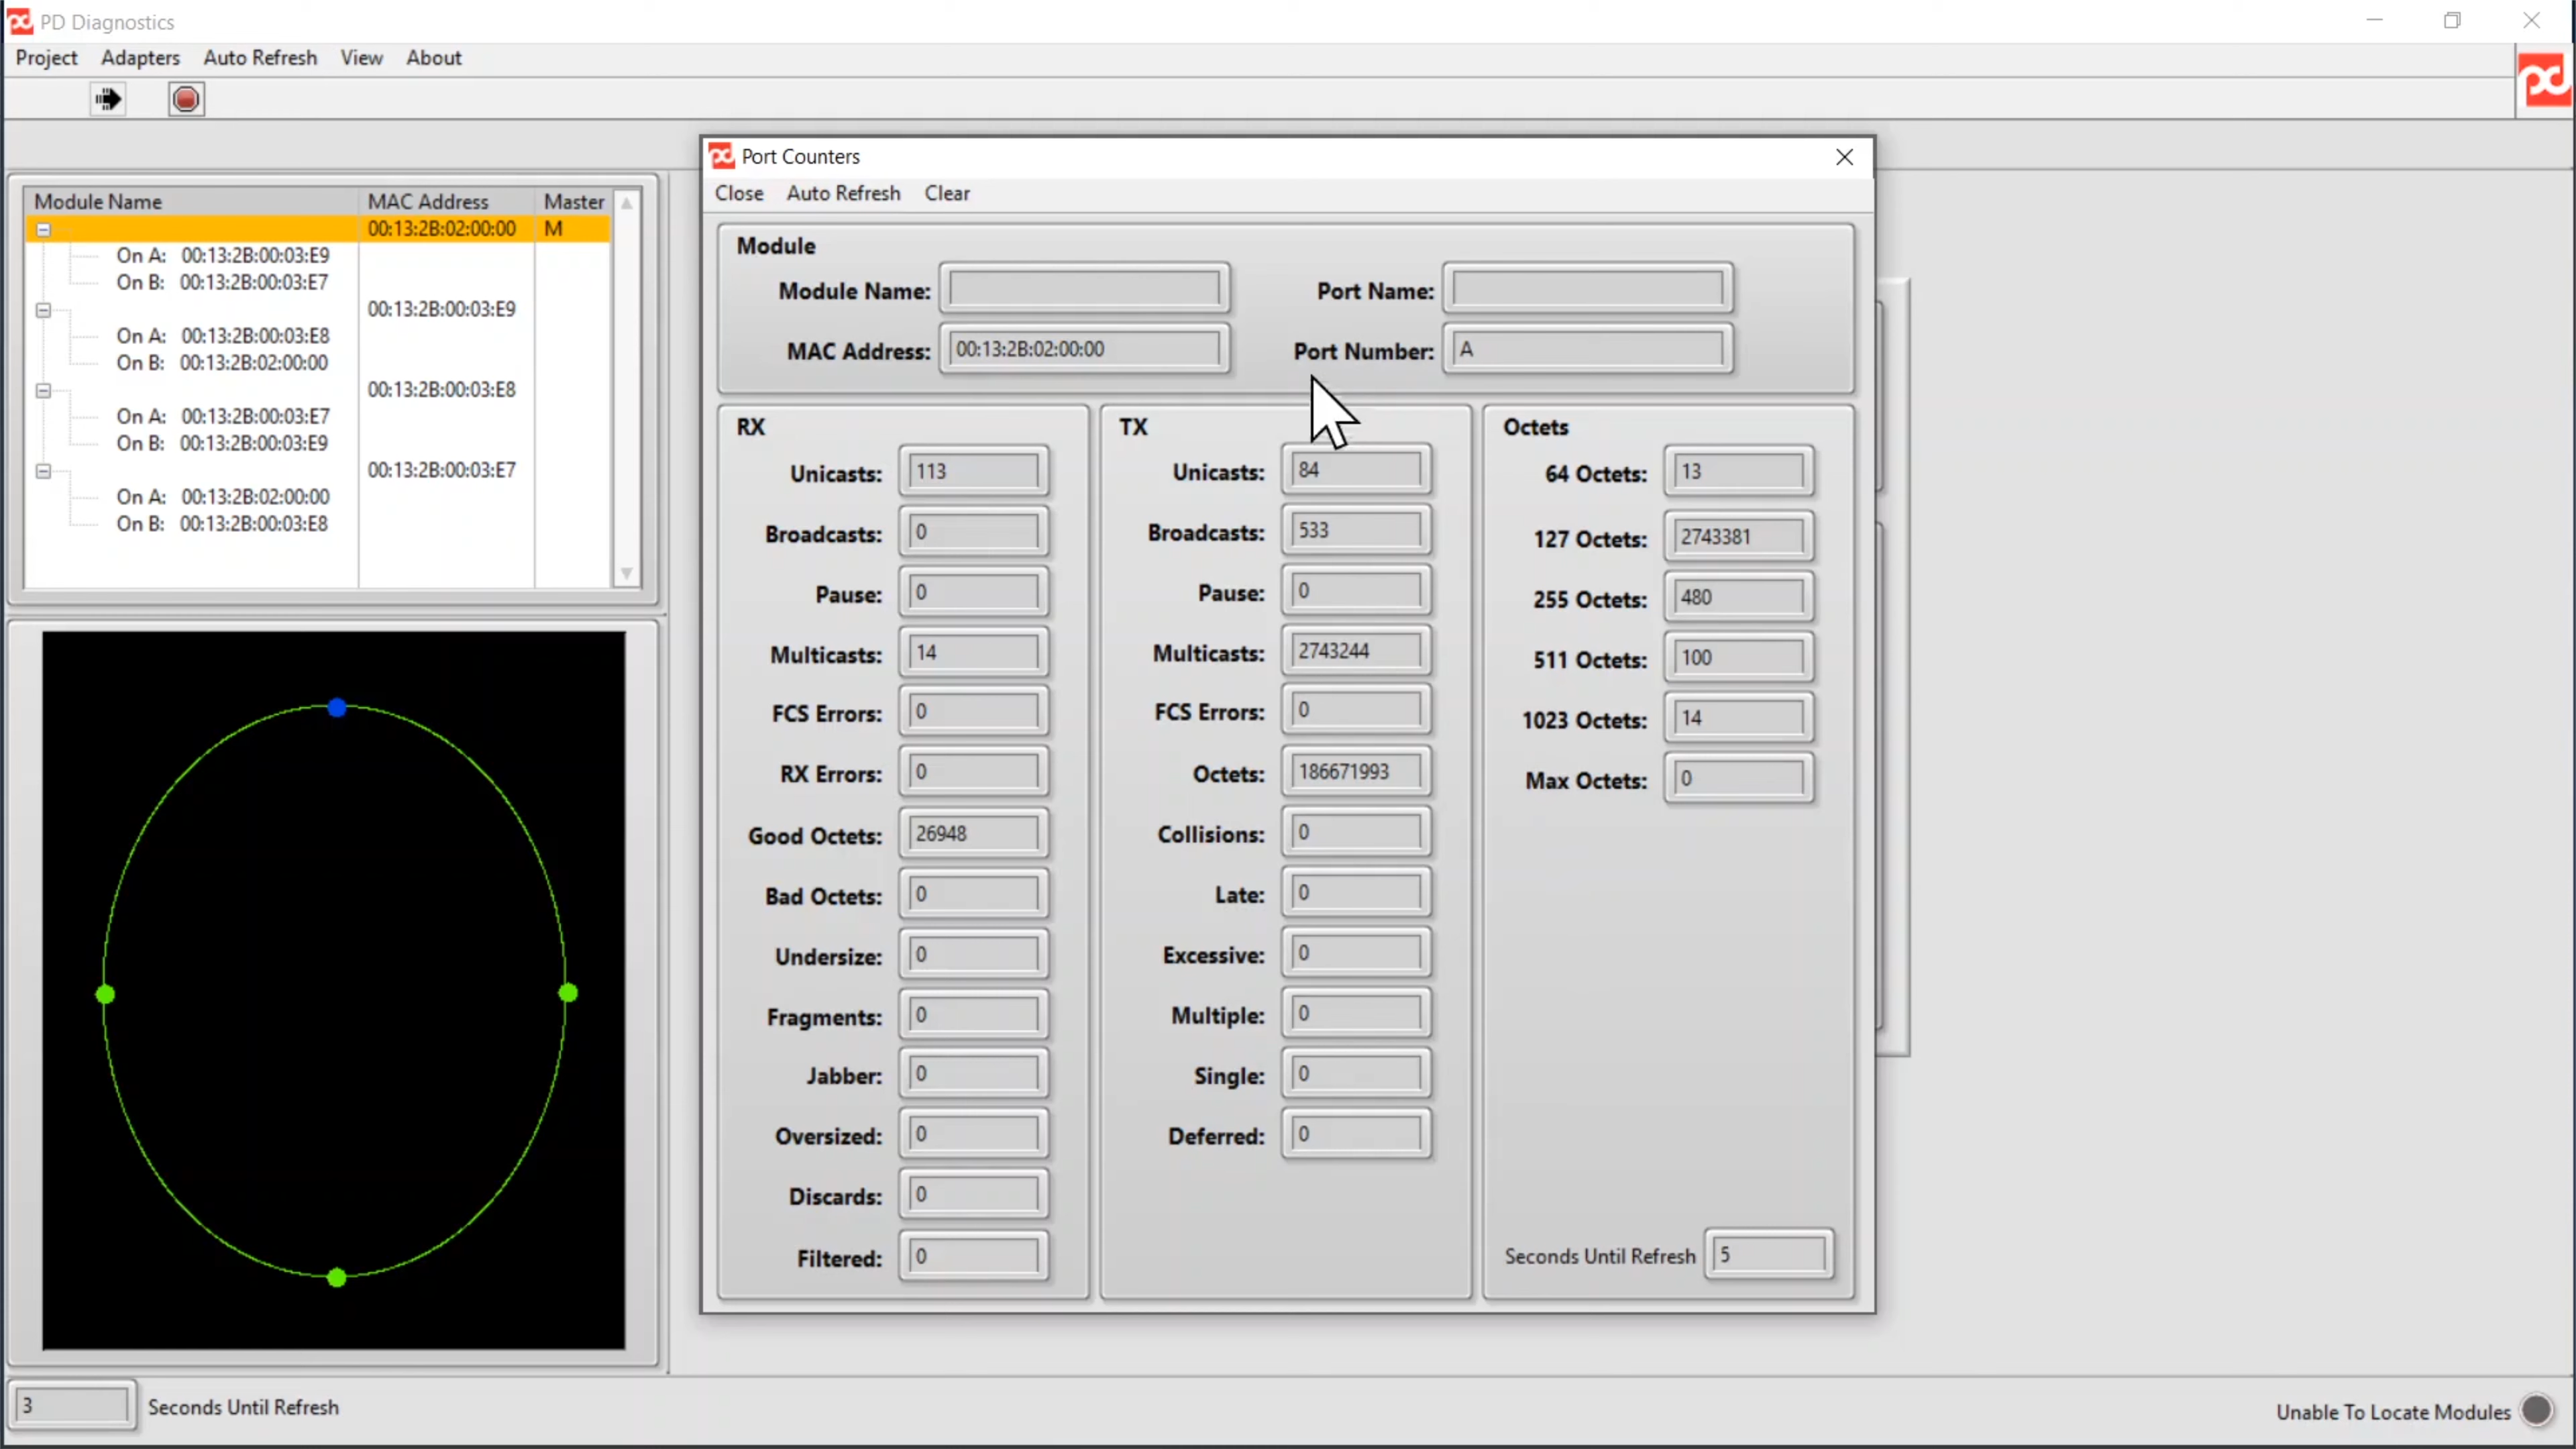 PD Diagnostics
Project Adapters Auto Refresh View About
Module Name MAC Address Master
00:13:2B:02:00:00 M
On A: 00:13:2B:00:03:E9
On B: 00:13:2B:00:03:E7
00:13:2B:00:03:E9
On A: 00:13:2B:00:03:E8
On B: 00:13:2B:02:00:00
00:13:2B:00:03:E8
On A: 00:13:2B:00:03:E7
On B: 00:13:2B:00:03:E9
00:13:2B:00:03:E7
On A: 00:13:2B:02:00:00
On B: 00:13:2B:00:03:E8
Port Counters
Close Auto Refresh Clear
Module
Module Name: Port Name:
MAC Address: 00:13:2B:02:00:00 Port Number: A
RX
Unicasts: 113
Broadcasts: 0
Pause: 0
Multicasts: 14
FCS Errors: 0
RX Errors: 0
Good Octets: 26948
Bad Octets: 0
Undersize: 0
Fragments: 0
Jabber: 0
Oversized: 0
Discards: 0
Filtered: 0
TX
Unicasts: 84
Broadcasts: 533
Pause: 0
Multicasts: 2743244
FCS Errors: 0
Octets: 186671993
Collisions: 0
Late: 0
Excessive: 0
Multiple: 0
Single: 0
Deferred: 0
Octets
64 Octets: 13
127 Octets: 2743381
255 Octets: 480
511 Octets: 100
1023 Octets: 14
Max Octets: 0
Seconds Until Refresh 5
3 Seconds Until Refresh
Unable To Locate Modules